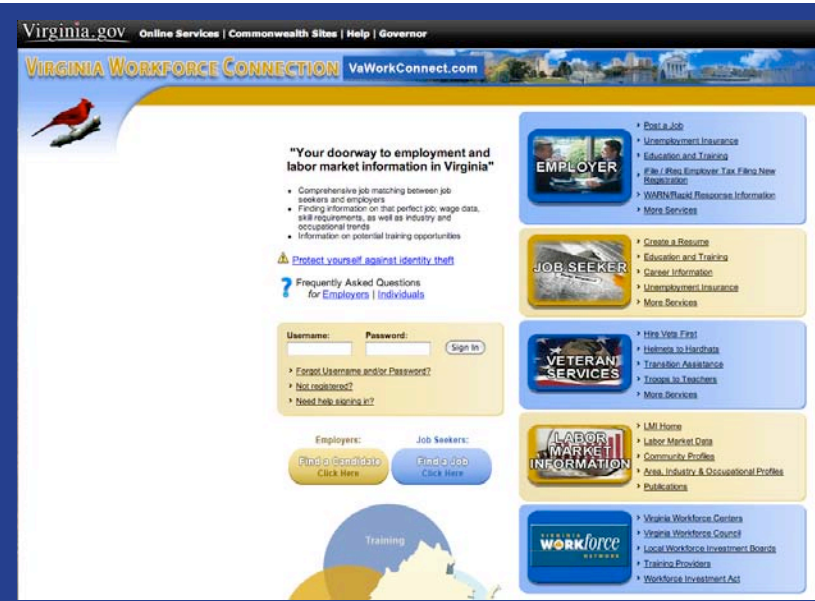 Virginia.gov Online Services | Commonwealth Sites | Help | Governor
VIRGINIA WORKFORCE CONNECTION VaWorkConnect.com
"Your doorway to employment and
labor market information in Virginia"
• Comprehensive job matching between job
seekers and employers
• Finding information on that perfect job, wage data,
skill requirements, as well as industry and
occupational trends
• Information on potential training opportunities
Protect yourself against identity theft
? Frequently Asked Questions
for Employers | Individuals
Username: Password:
Sign In
Forgot Username and/or Password?
Not registered?
Need help signing in?
Employers: Job Seekers:
Find a Candidate Find a Job
Click Here Click Here
Training
EMPLOYER
Post a Job
Unemployment Insurance
Education and Training
iFile / iReg Employer Tax Filing New
Registration
WARN/Rapid Response Information
More Services
JOB SEEKER
Create a Resume
Education and Training
Career Information
Unemployment Insurance
More Services
VETERAN
SERVICES
Hire Vets First
Helmets to Hardhats
Transition Assistance
Troops to Teachers
More Services
LABOR
MARKET
INFORMATION
LMI Home
Labor Market Data
Community Profiles
Area, Industry & Occupational Profiles
Publications
VIRGINIA
WORKforce
NETWORK
Virginia Workforce Centers
Virginia Workforce Council
Local Workforce Investment Boards
Training Providers
Workforce Investment Act